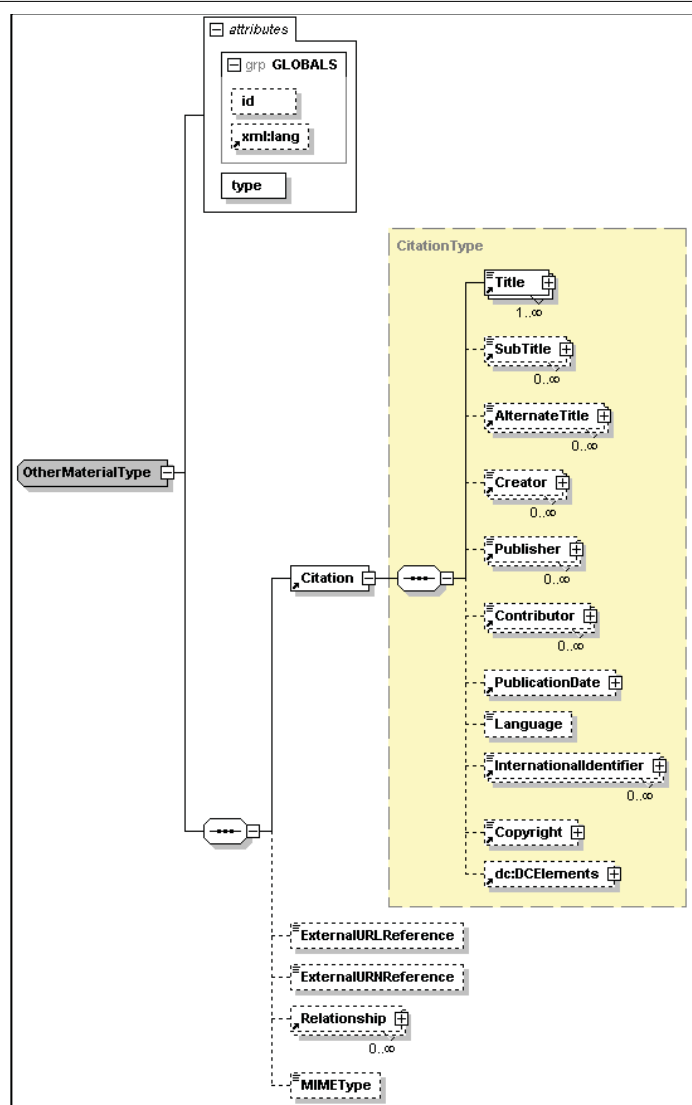 attributes
grp GLOBALS
id
xml:lang
type
CitationType
Title
1..∞
SubTitle
0..∞
AlternateTitle
0..∞
OtherMaterialType
Creator
0..∞
Publisher
0..∞
Citation
Contributor
0..∞
PublicationDate
Language
InternationalIdentifier
0..∞
Copyright
dc:DCElements
ExternalURLReference
ExternalURNReference
Relationship
0..∞
MIMEType